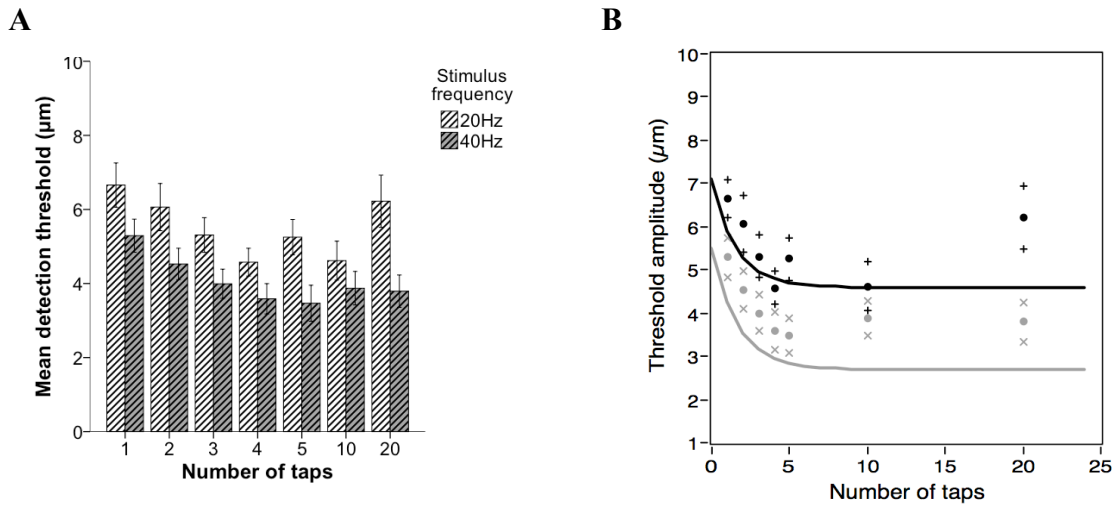 A
B
10
8
6
4
2
0
Mean detection threshold (µm)
Stimulus
frequency
20Hz
40Hz
1 2 3 4 5 10 20
Number of taps
10
9
8
7
6
5
4
3
2
1
Threshold amplitude (µm)
0 5 10 15 20 25
Number of taps